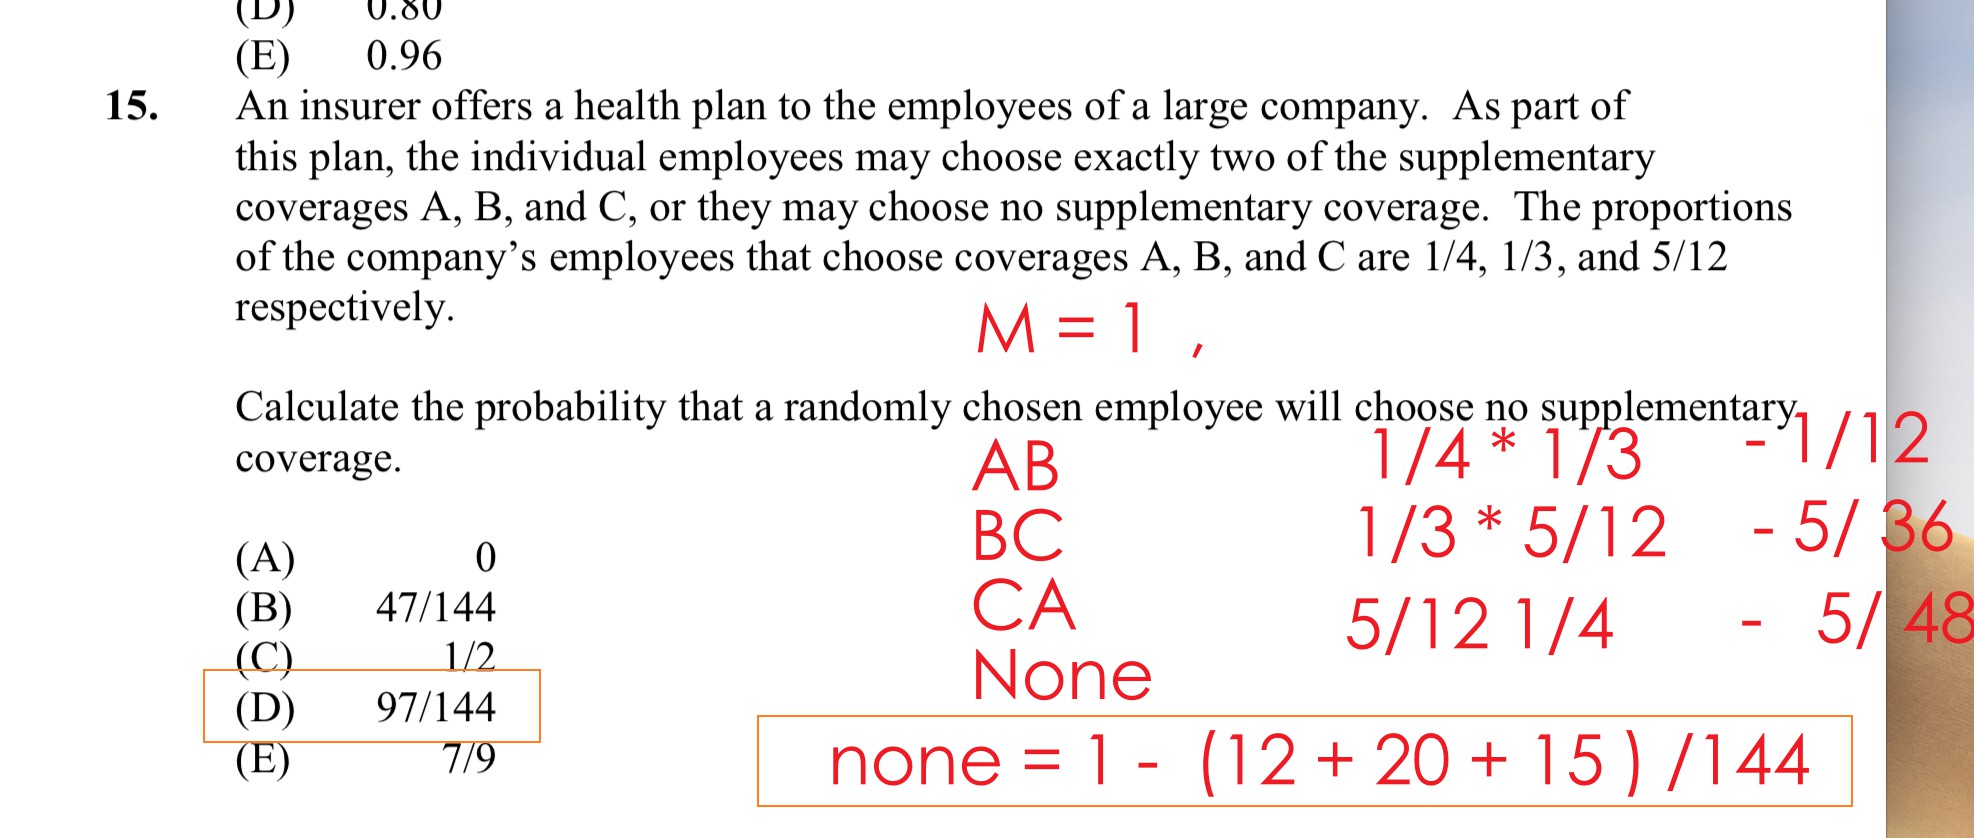 (D) 0.80
(E) 0.96
15. An insurer offers a health plan to the employees of a large company. As part of
this plan, the individual employees may choose exactly two of the supplementary
coverages A, B, and C, or they may choose no supplementary coverage. The proportions
of the company's employees that choose coverages A, B, and C are 1/4, 1/3, and 5/12
respectively.
M = 1 ,
Calculate the probability that a randomly chosen employee will choose no supplementary
coverage.
AB 1/4 * 1/3 - 1/12
BC 1/3 * 5/12 - 5/ 36
CA 5/12 1/4 - 5/ 48
None
(A) 0
(B) 47/144
(C) 1/2
(D) 97/144
(E) 7/9
none = 1 - (12 + 20 + 15 ) /144